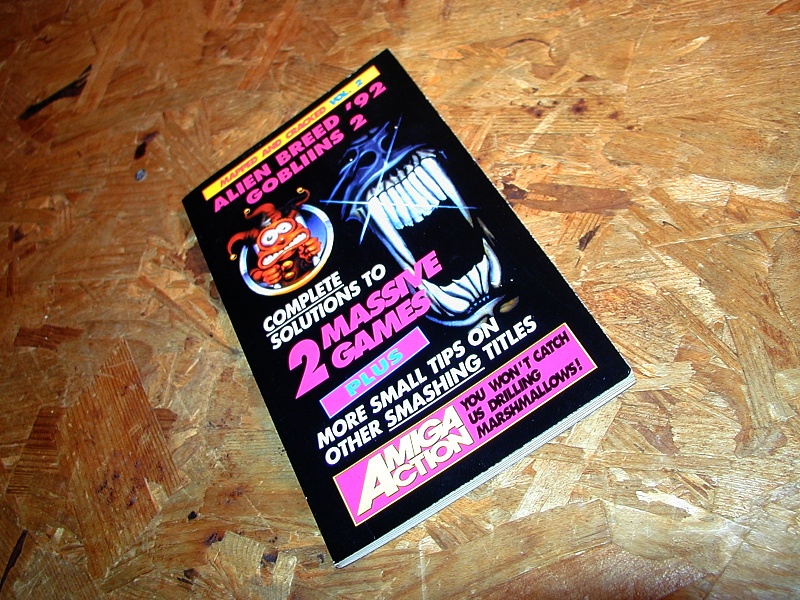 MAPPED AND CRACKED VOL. 2
ALIEN BREED '92
GOBLIINS 2
COMPLETE
SOLUTIONS TO
2 MASSIVE
GAMES
PLUS
MORE SMALL TIPS ON
OTHER SMASHING TITLES
AMIGA
ACTION
YOU WON'T CATCH
US DRILLING
MARSHMALLOWS!